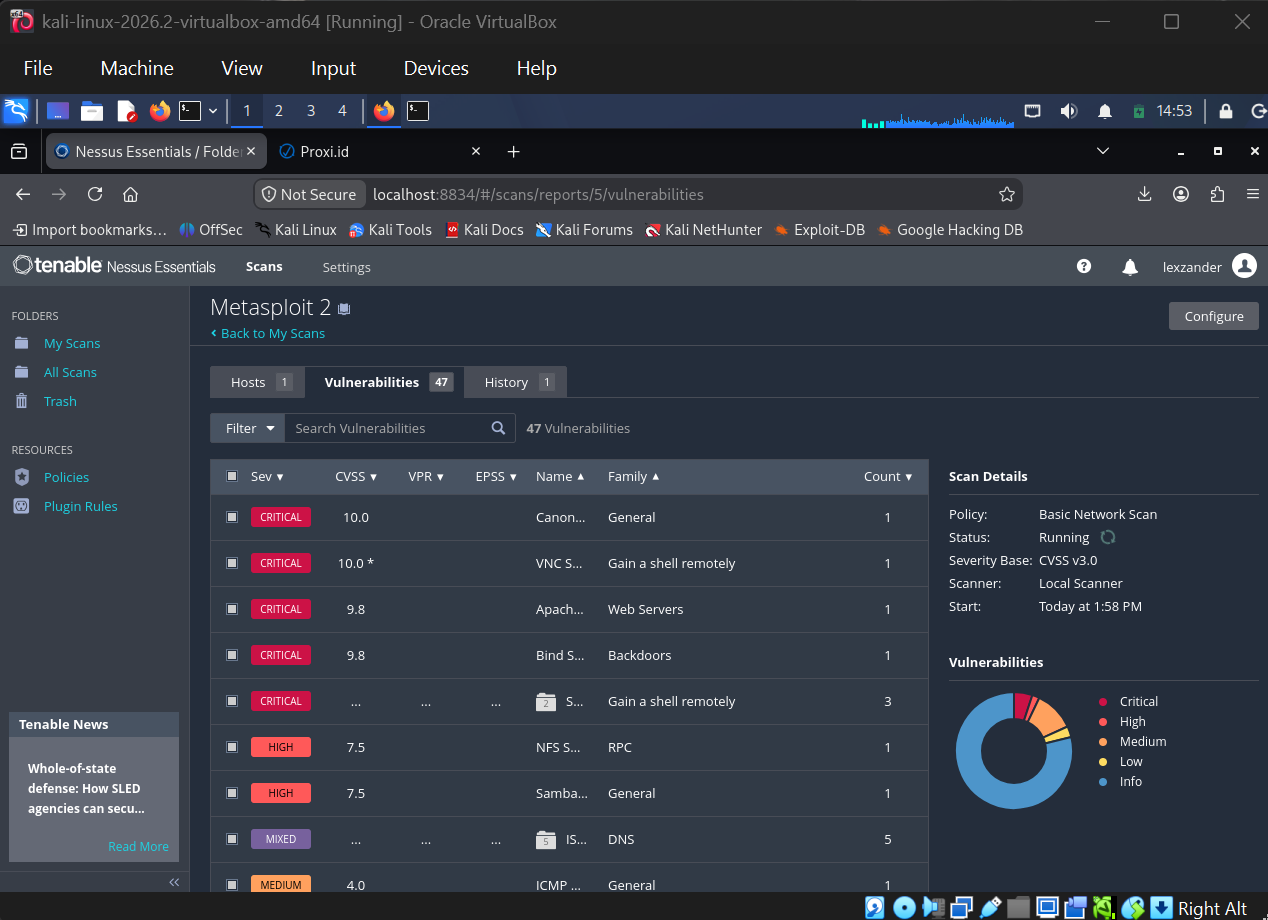 kali-linux-2026.2-virtualbox-amd64 [Running] - Oracle VirtualBox
File Machine View Input Devices Help
1 2 3 4 14:53
Nessus Essentials / Folde Proxi.id
Not Secure localhost:8834/#/scans/reports/5/vulnerabilities
Import bookmarks... OffSec Kali Linux Kali Tools Kali Docs Kali Forums Kali NetHunter Exploit-DB Google Hacking DB
tenable Nessus Essentials Scans Settings lexzander
FOLDERS
My Scans
All Scans
Trash
RESOURCES
Policies
Plugin Rules
Tenable News
Whole-of-state
defense: How SLED
agencies can secu...
Read More
Metasploit 2
Back to My Scans
Configure
Hosts 1 Vulnerabilities 47 History 1
Filter Search Vulnerabilities 47 Vulnerabilities
Sev CVSS VPR EPSS Name Family Count
CRITICAL 10.0 Canon... General 1
CRITICAL 10.0 * VNC S... Gain a shell remotely 1
CRITICAL 9.8 Apach... Web Servers 1
CRITICAL 9.8 Bind S... Backdoors 1
CRITICAL ... ... ... 2 S... Gain a shell remotely 3
HIGH 7.5 NFS S... RPC 1
HIGH 7.5 Samba... General 1
MIXED ... ... ... 5 IS... DNS 5
MEDIUM 4.0 ICMP ... General 1
Scan Details
Policy: Basic Network Scan
Status: Running
Severity Base: CVSS v3.0
Scanner: Local Scanner
Start: Today at 1:58 PM
Vulnerabilities
Critical
High
Medium
Low
Info
Right Alt